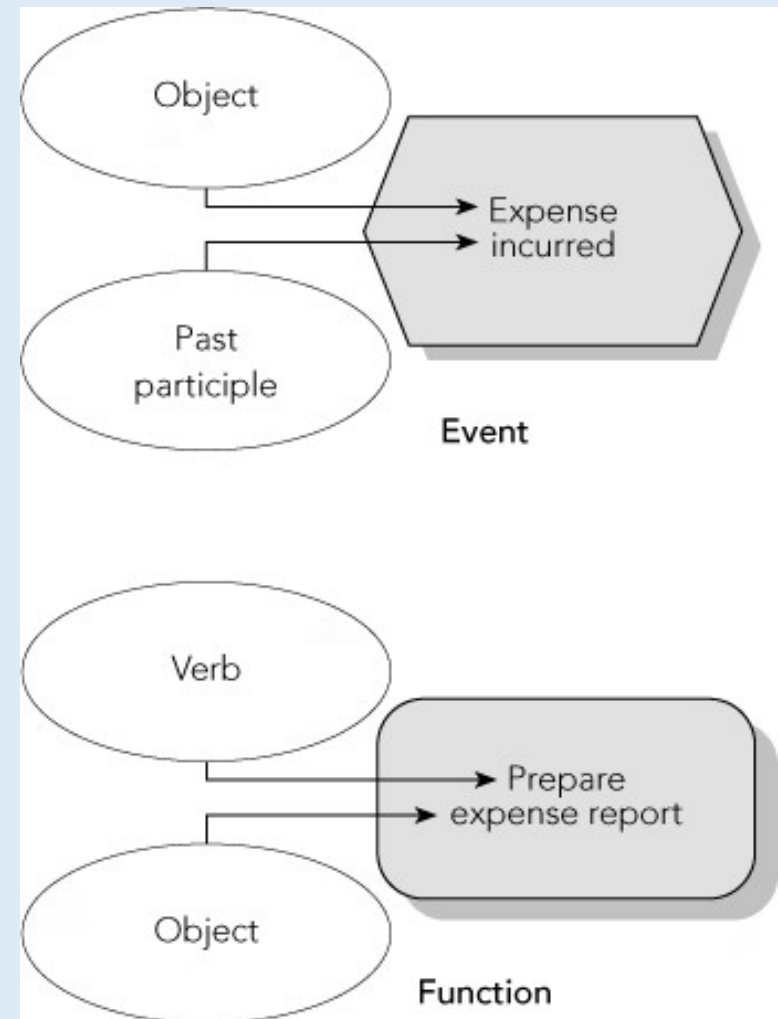 Object
Expense
incurred
Past
participle
Event
Verb
Prepare
expense report
Object
Function